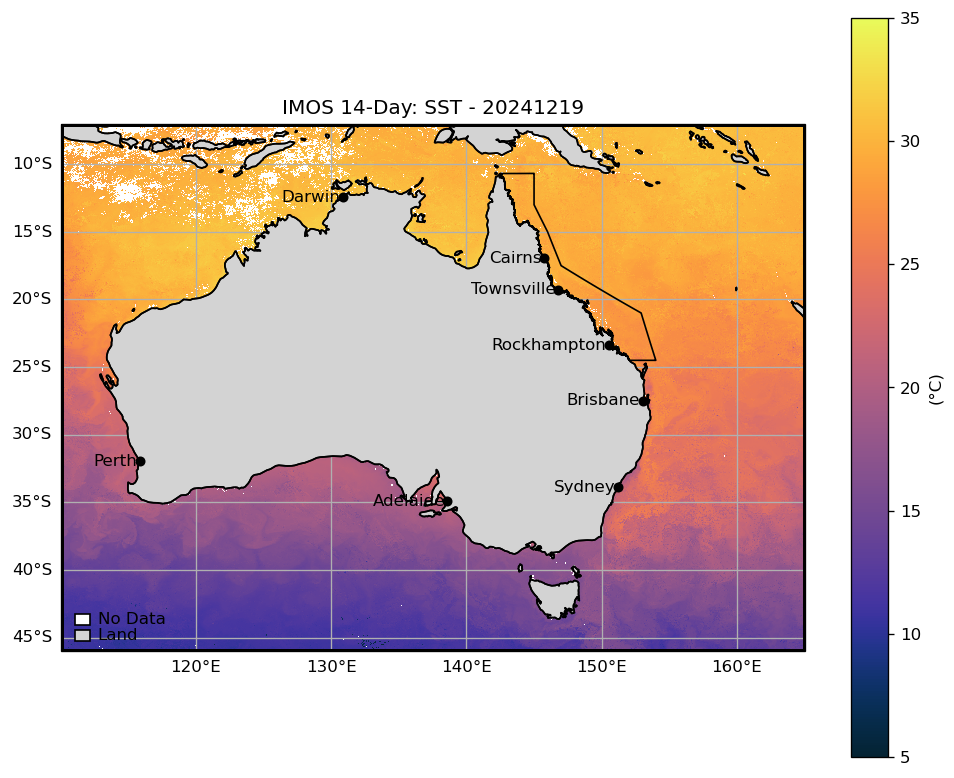 IMOS 14-Day: SST - 20241219
35
30
25
20
15
10
5
(°C)
10°S
15°S
20°S
25°S
30°S
35°S
40°S
45°S
Darwin
Cairns
Townsville
Rockhampton
Brisbane
Perth
Sydney
Adelaide
No Data
Land
120°E
130°E
140°E
150°E
160°E